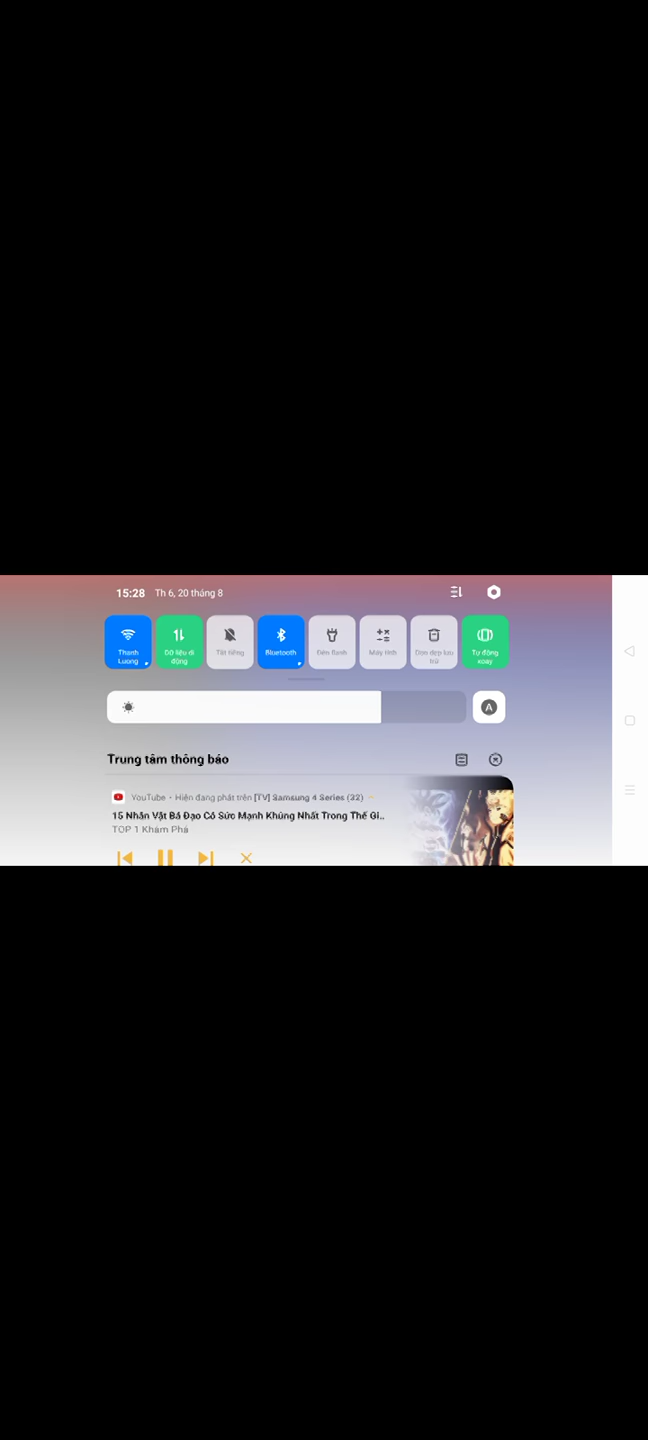 15:28 Th 6, 20 tháng 8
Thanh Luong
Dữ liệu di động
Tắt tiếng
Bluetooth
Đèn flash
Máy tính
Dọn dẹp lưu trữ
Tự động xoay
A
Trung tâm thông báo
YouTube • Hiện đang phát trên [TV] Samsung 4 Series (32)
15 Nhân Vật Bá Đạo Có Sức Mạnh Khủng Nhất Trong Thế Gi..
TOP 1 Khám Phá